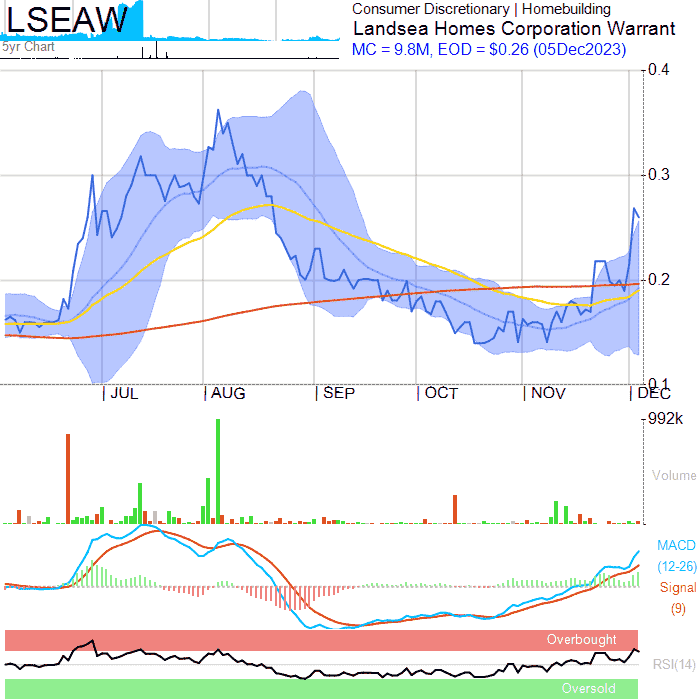 LSEAW
5yr Chart
Consumer Discretionary | Homebuilding
Landsea Homes Corporation Warrant
MC = 9.8M, EOD = $0.26 (05Dec2023)
0.4
0.3
0.2
0.1
JUL AUG SEP OCT NOV DEC
992k
Volume
MACD
(12-26)
Signal
(9)
Overbought
RSI(14)
Oversold